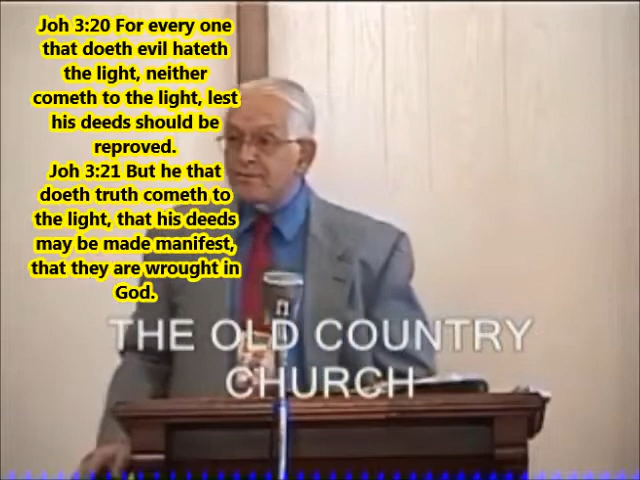 Joh 3:20 For every one
that doeth evil hateth
the light, neither
cometh to the light, lest
his deeds should be
reproved.
Joh 3:21 But he that
doeth truth cometh to
the light, that his deeds
may be made manifest,
that they are wrought in
God.
THE OLD COUNTRY
CHURCH